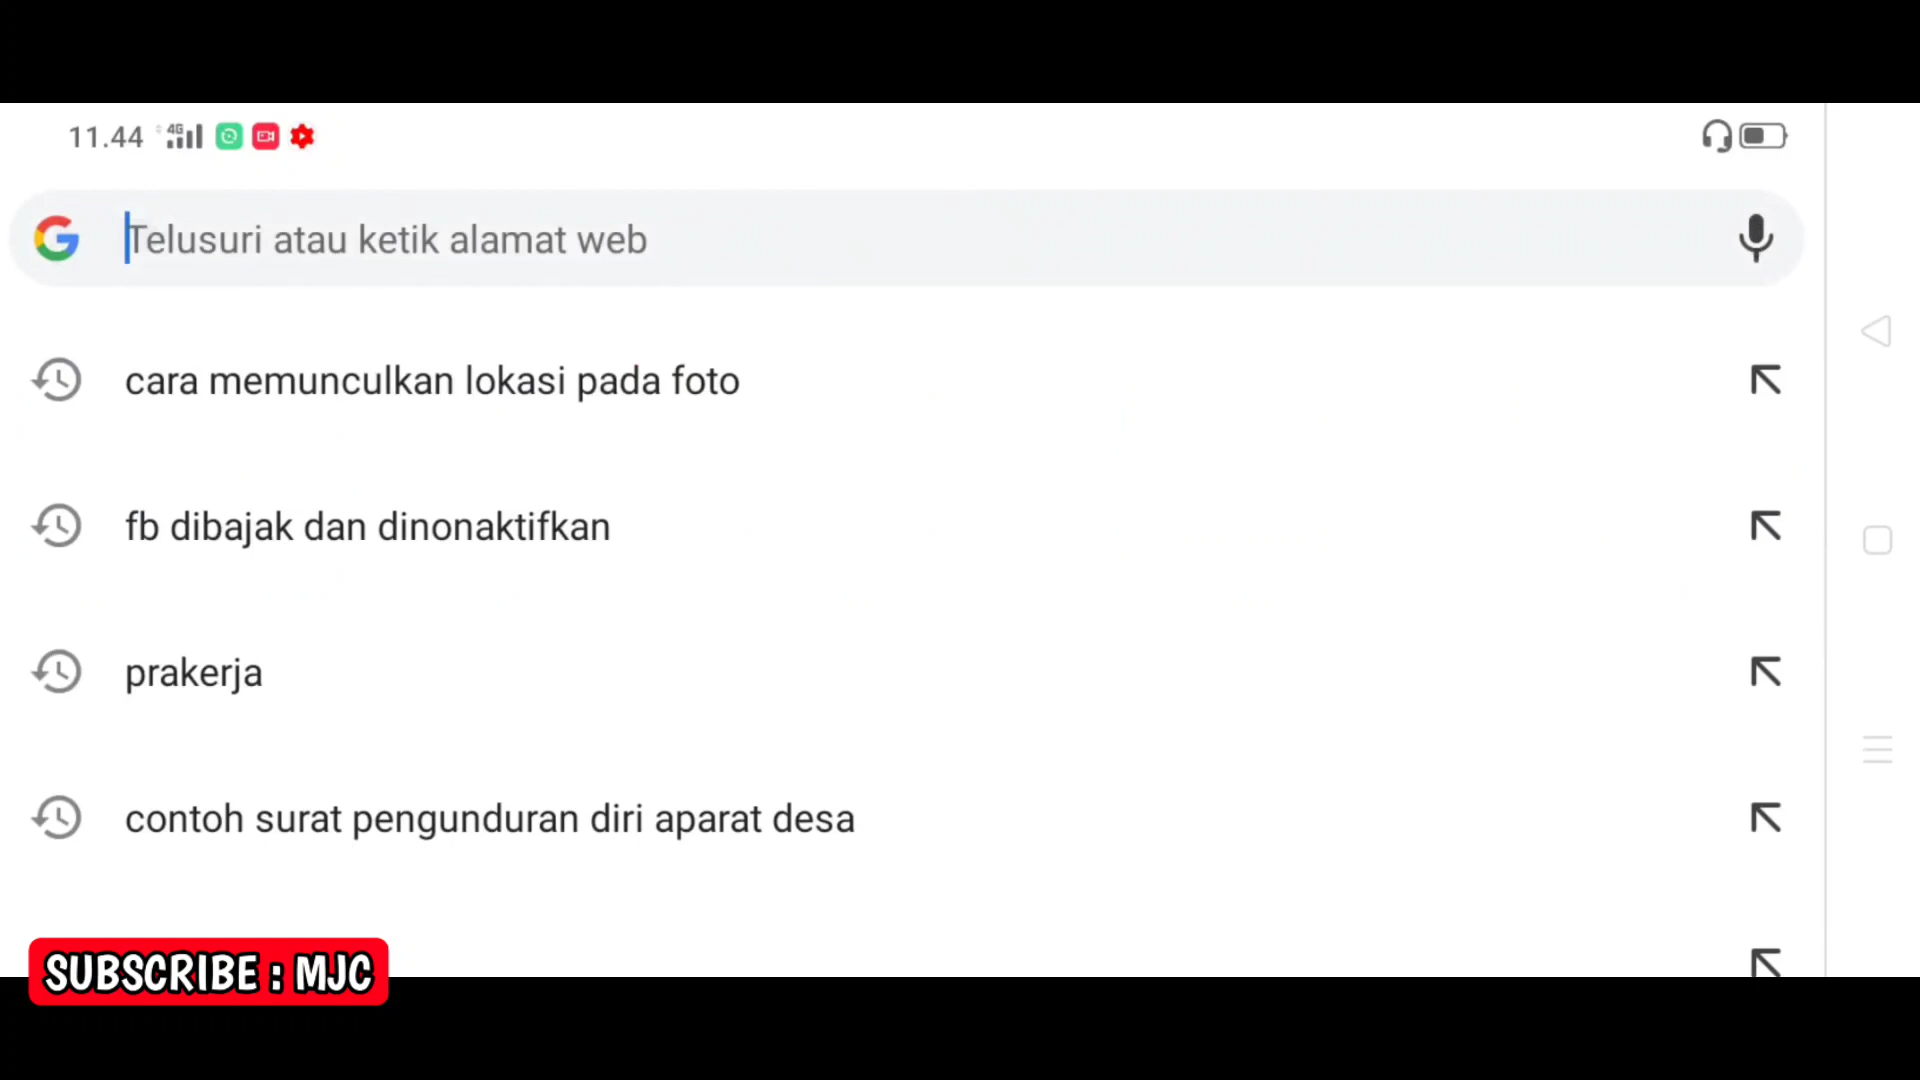 11.44 4G
Telusuri atau ketik alamat web
cara memunculkan lokasi pada foto
fb dibajak dan dinonaktifkan
prakerja
contoh surat pengunduran diri aparat desa
SUBSCRIBE : MJC